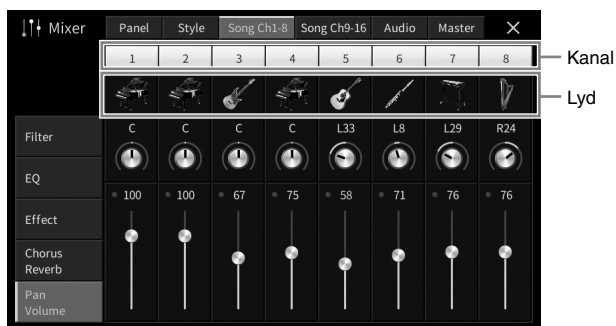 Mixer Panel Style Song Ch1-8 Song Ch9-16 Audio Master ✕
1 2 3 4 5 6 7 8 Kanal
Lyd
Filter
EQ
Effect
Chorus
Reverb
Pan
Volume
C C C C L33 L8 L29 R24
100 100 67 75 58 71 76 76